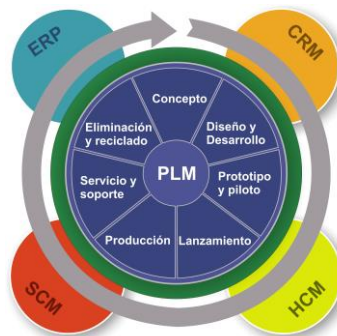 ERP
CRM
Concepto
Eliminación
y reciclado
Diseño y
Desarrollo
Servicio y
soporte
PLM
Prototipo
y piloto
Producción
Lanzamiento
SCM
HCM